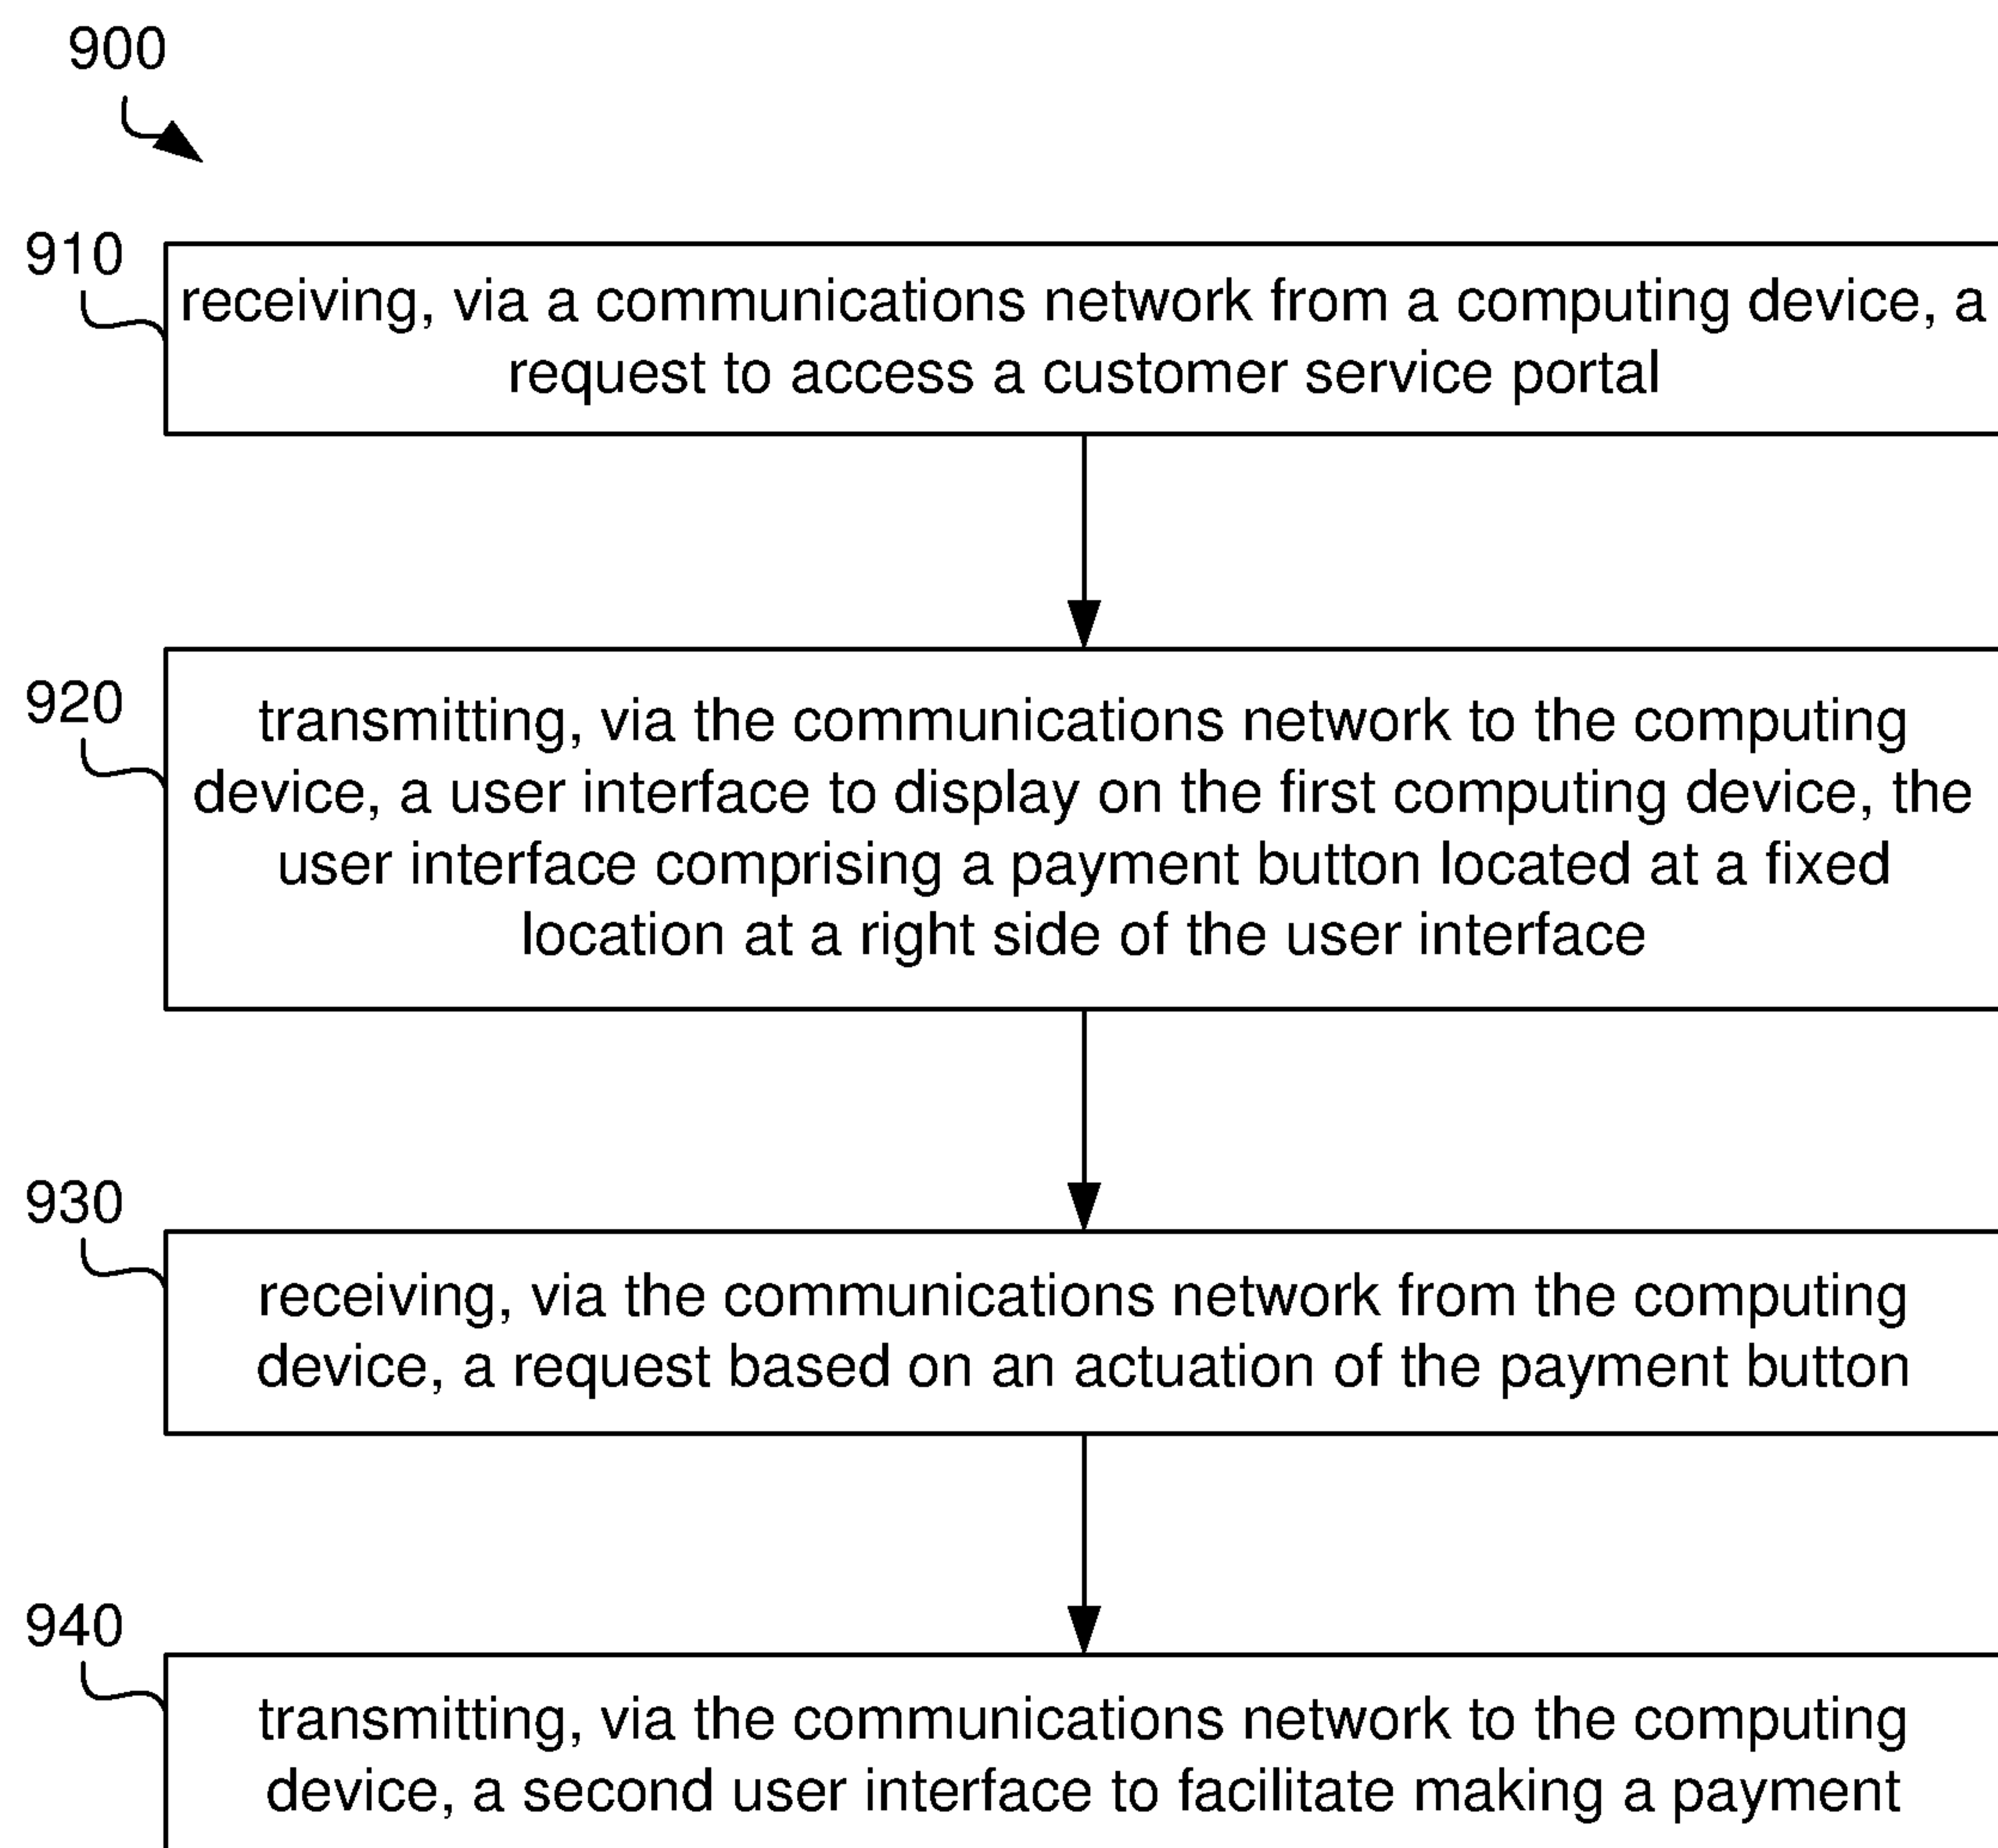 900
910
receiving, via a communications network from a computing device, a
request to access a customer service portal
920
transmitting, via the communications network to the computing
device, a user interface to display on the first computing device, the
user interface comprising a payment button located at a fixed
location at a right side of the user interface
930
receiving, via the communications network from the computing
device, a request based on an actuation of the payment button
940
transmitting, via the communications network to the computing
device, a second user interface to facilitate making a payment